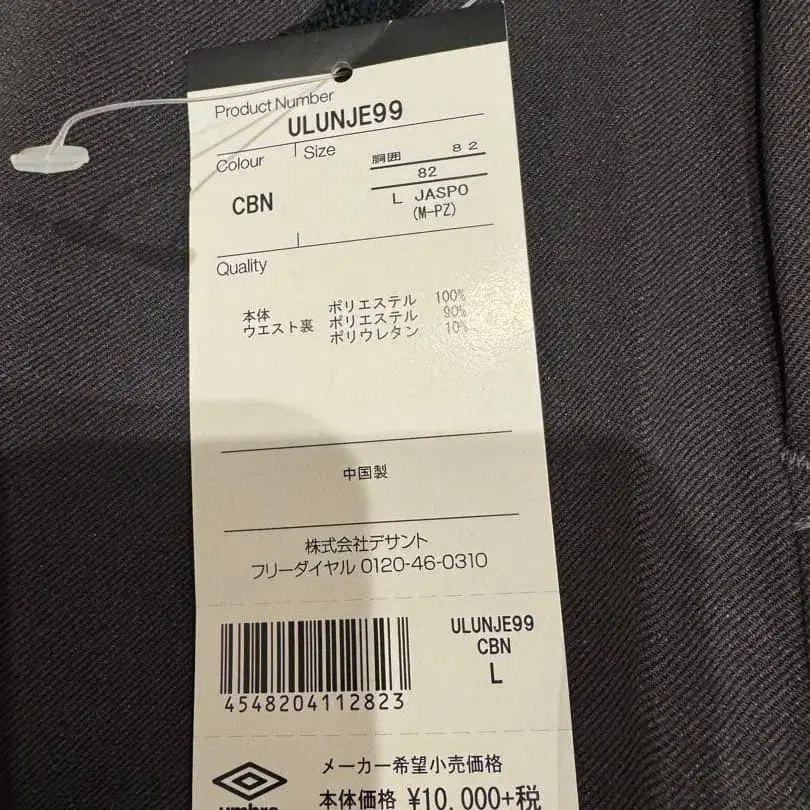 Product Number
ULUNJE99
Colour
Size
胴囲 82
82
CBN
L JASPO
(M-PZ)
Quality
本体 ポリエステル 100%
ウエスト裏 ポリエステル 90%
ポリウレタン 10%
中国製
株式会社デサント
フリーダイヤル 0120-46-0310
ULUNJE99
CBN
L
4548204112823
メーカー希望小売価格
umbro 本体価格 ¥10,000+税